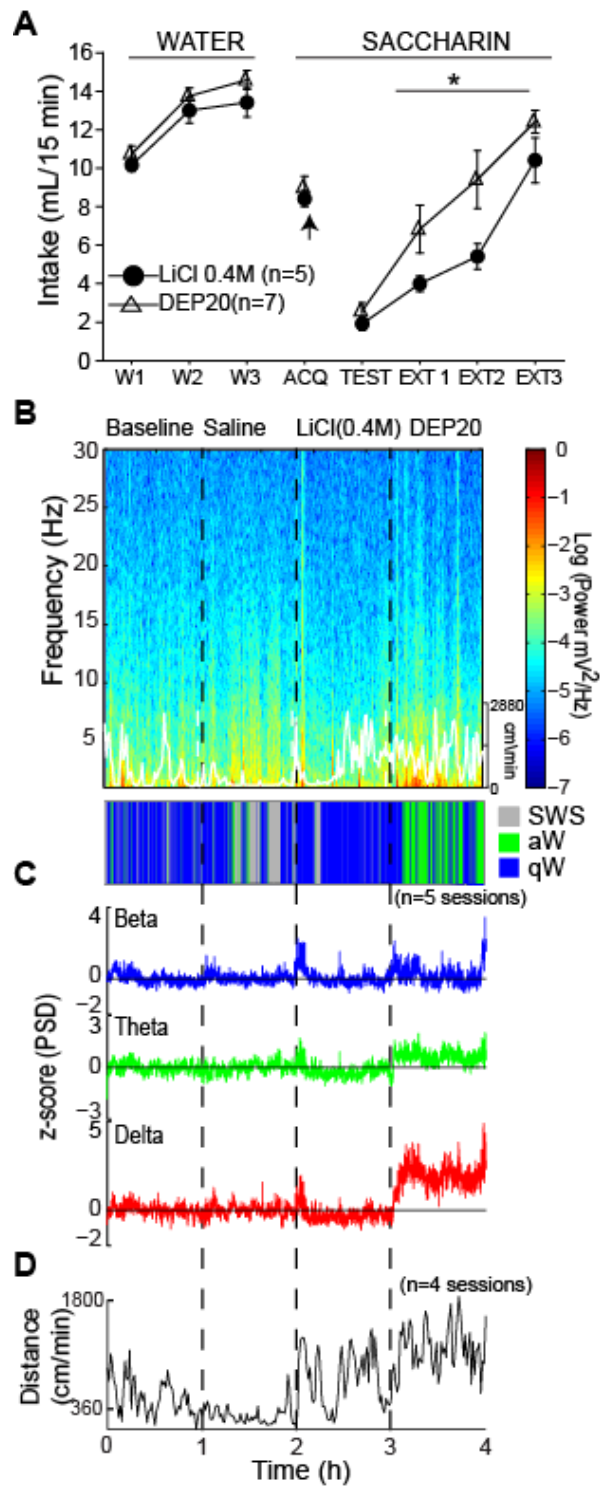 A
WATER SACCHARIN
*
Intake (mL/15 min)
16
14
12
10
8
6
4
2
0
LiCl 0.4M (n=5)
DEP20(n=7)
W1 W2 W3 ACQ TEST EXT 1 EXT2 EXT3
B
Baseline Saline LiCl(0.4M) DEP20
Frequency (Hz)
30
25
20
15
10
5
2880
0
cm\min
0
−1
−2
−3
−4
−5
−6
−7
Log (Power mV²/Hz)
SWS
aW
qW
C
(n=5 sessions)
z-score (PSD)
Beta
4
0
−2
Theta
3
0
−3
Delta
5
0
−2
D
(n=4 sessions)
Distance
(cm/min)
1800
360
0 1 2 3 4
Time (h)